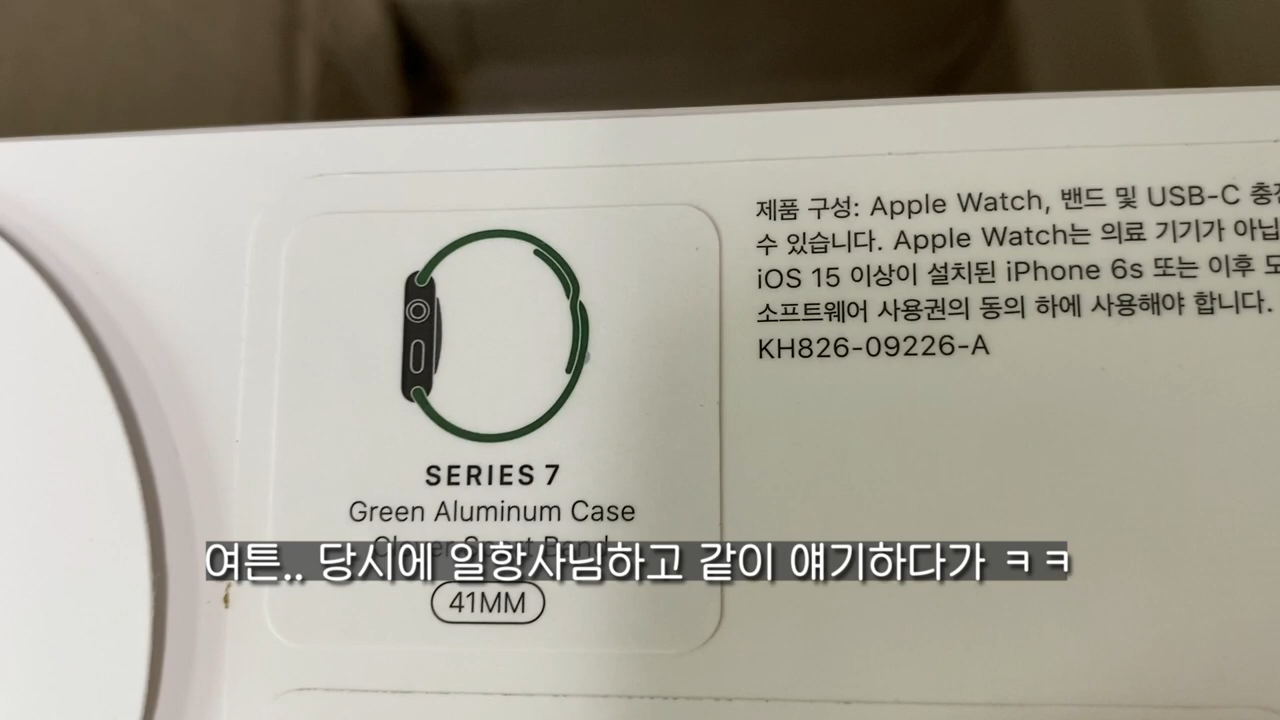 제품 구성: Apple Watch, 밴드 및 USB-C
수 있습니다. Apple Watch는 의료 기기가 아닙
iOS 15 이상이 설치된 iPhone 6s 또는 이후
소프트웨어 사용권의 동의 하에 사용해야 합니다.
KH826-09226-A
SERIES 7
Green Aluminum Case
Clover Sport Band
여튼.. 당시에 일항사님하고 같이 얘기하다가 ㅋㅋ
41MM